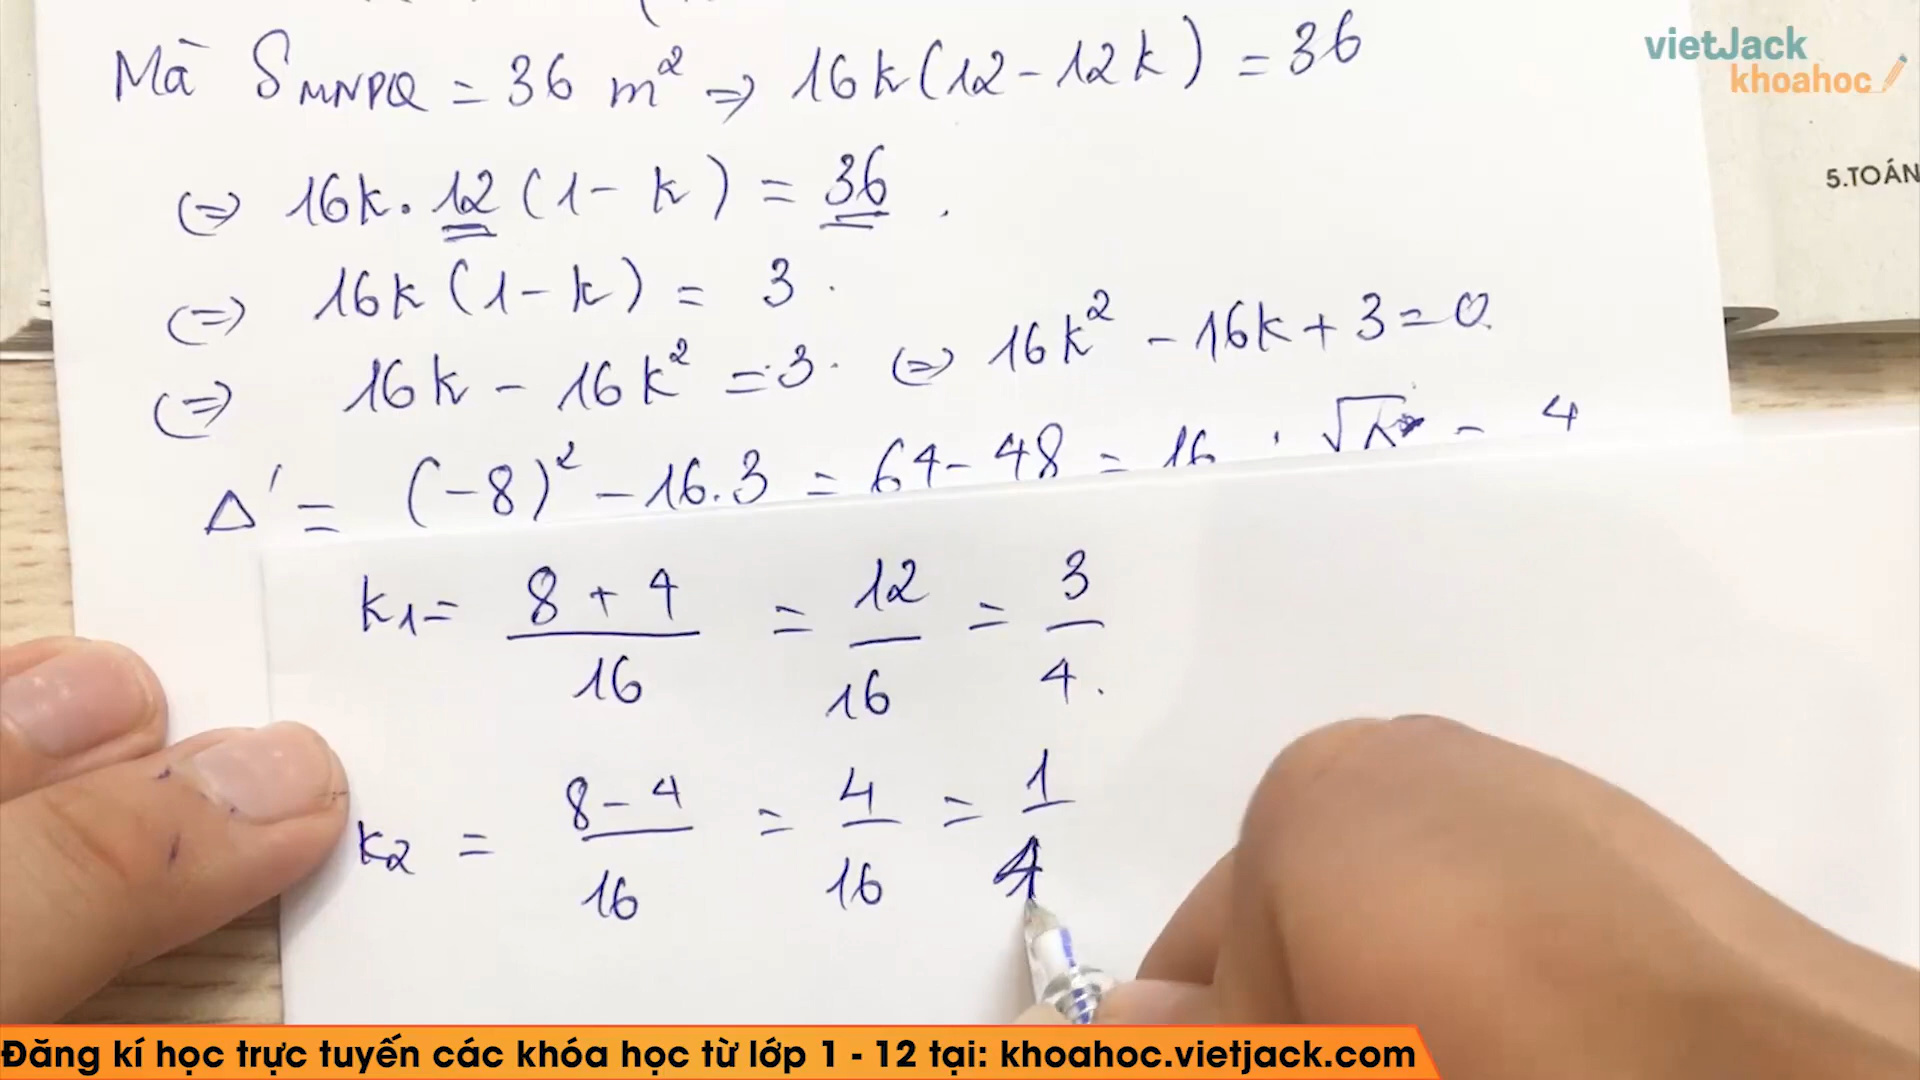 vietJack
khoahoc
5.TOÁN
Mà S_MNPQ = 36 m² => 16k(12 - 12k) = 36
<=> 16k . 12 (1 - k) = 36 .
<=> 16k (1 - k) = 3 .
<=> 16k - 16k² = 3 . <=> 16k² - 16k + 3 = 0
Δ' = (-8)² - 16.3 = 64 - 48 = 16 = 4
k1 = (8 + 4)/16 = 12/16 = 3/4 .
k2 = (8 - 4)/16 = 4/16 = 1/4
Đăng kí học trực tuyến các khóa học từ lớp 1 - 12 tại: khoahoc.vietjack.com